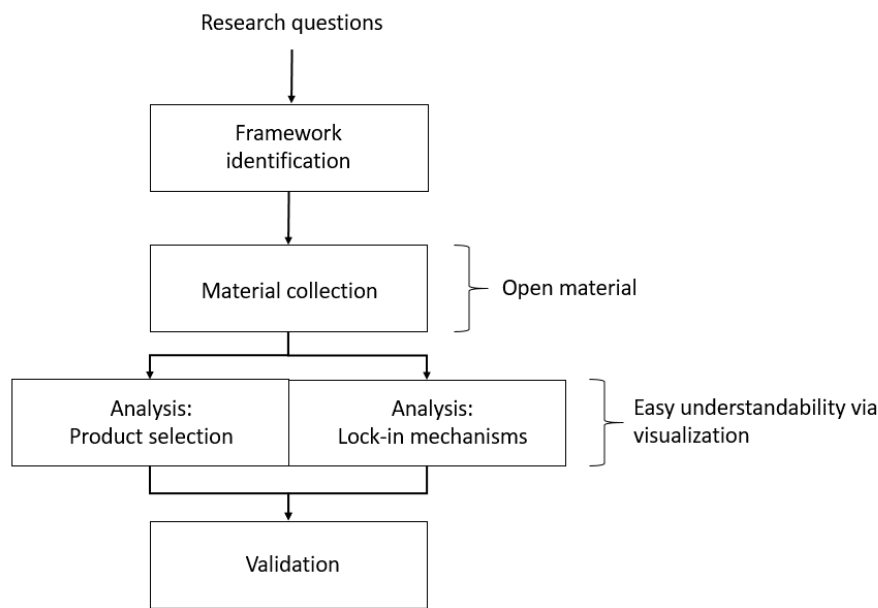 Research questions
Framework
identification
Material collection
Open material
Analysis:
Product selection
Analysis:
Lock-in mechanisms
Easy understandability via
visualization
Validation